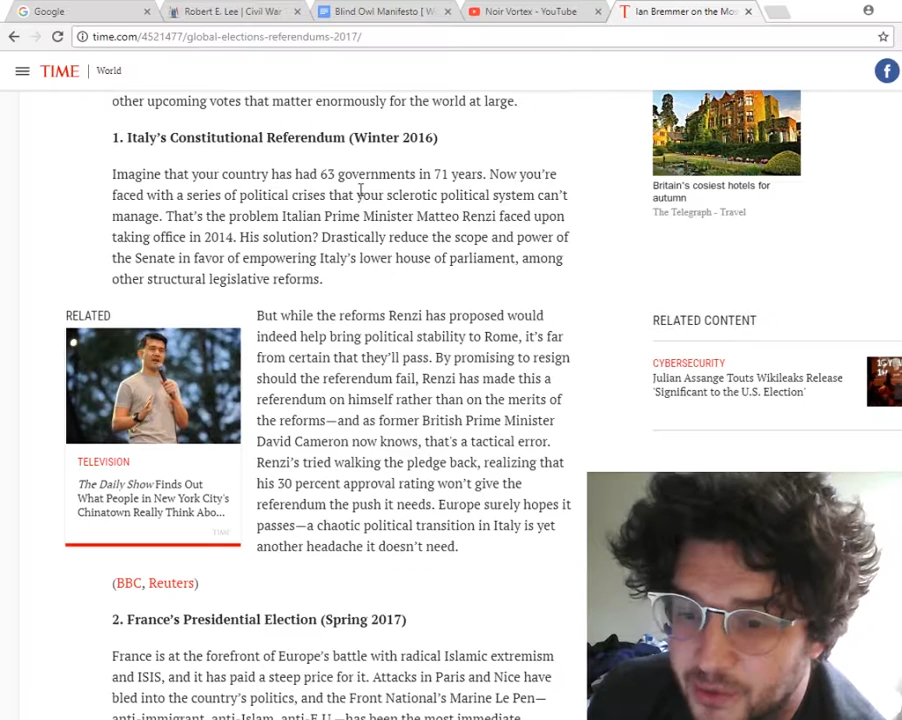 Google
Robert E. Lee | Civil War
Blind Owl Manifesto [ W
Noir Vortex - YouTube
Ian Bremmer on the Mos
time.com/4521477/global-elections-referendums-2017/
TIME | World
other upcoming votes that matter enormously for the world at large.
1. Italy's Constitutional Referendum (Winter 2016)
Imagine that your country has had 63 governments in 71 years. Now you're
faced with a series of political crises that your sclerotic political system can't
manage. That's the problem Italian Prime Minister Matteo Renzi faced upon
taking office in 2014. His solution? Drastically reduce the scope and power of
the Senate in favor of empowering Italy's lower house of parliament, among
other structural legislative reforms.
RELATED
TELEVISION
The Daily Show Finds Out
What People in New York City's
Chinatown Really Think Abo...
TIME
But while the reforms Renzi has proposed would
indeed help bring political stability to Rome, it's far
from certain that they'll pass. By promising to resign
should the referendum fail, Renzi has made this a
referendum on himself rather than on the merits of
the reforms—and as former British Prime Minister
David Cameron now knows, that's a tactical error.
Renzi's tried walking the pledge back, realizing that
his 30 percent approval rating won't give the
referendum the push it needs. Europe surely hopes it
passes—a chaotic political transition in Italy is yet
another headache it doesn't need.
(BBC, Reuters)
2. France's Presidential Election (Spring 2017)
France is at the forefront of Europe's battle with radical Islamic extremism
and ISIS, and it has paid a steep price for it. Attacks in Paris and Nice have
bled into the country's politics, and the Front National's Marine Le Pen—
anti-immigrant, anti-Islam, anti-E.U.—has been the most immediate
Britain's cosiest hotels for
autumn
The Telegraph - Travel
RELATED CONTENT
CYBERSECURITY
Julian Assange Touts Wikileaks Release
'Significant to the U.S. Election'